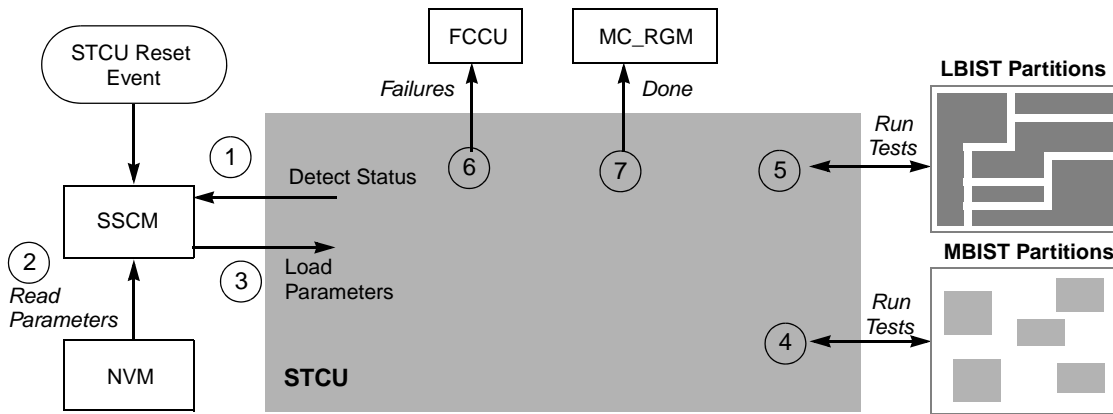 STCU Reset
Event
FCCU
MC_RGM
LBIST Partitions
Failures
Done
Run
Tests
1
6
7
5
Detect Status
SSCM
2
Read
Parameters
3
Load
Parameters
MBIST Partitions
Run
Tests
4
NVM
STCU